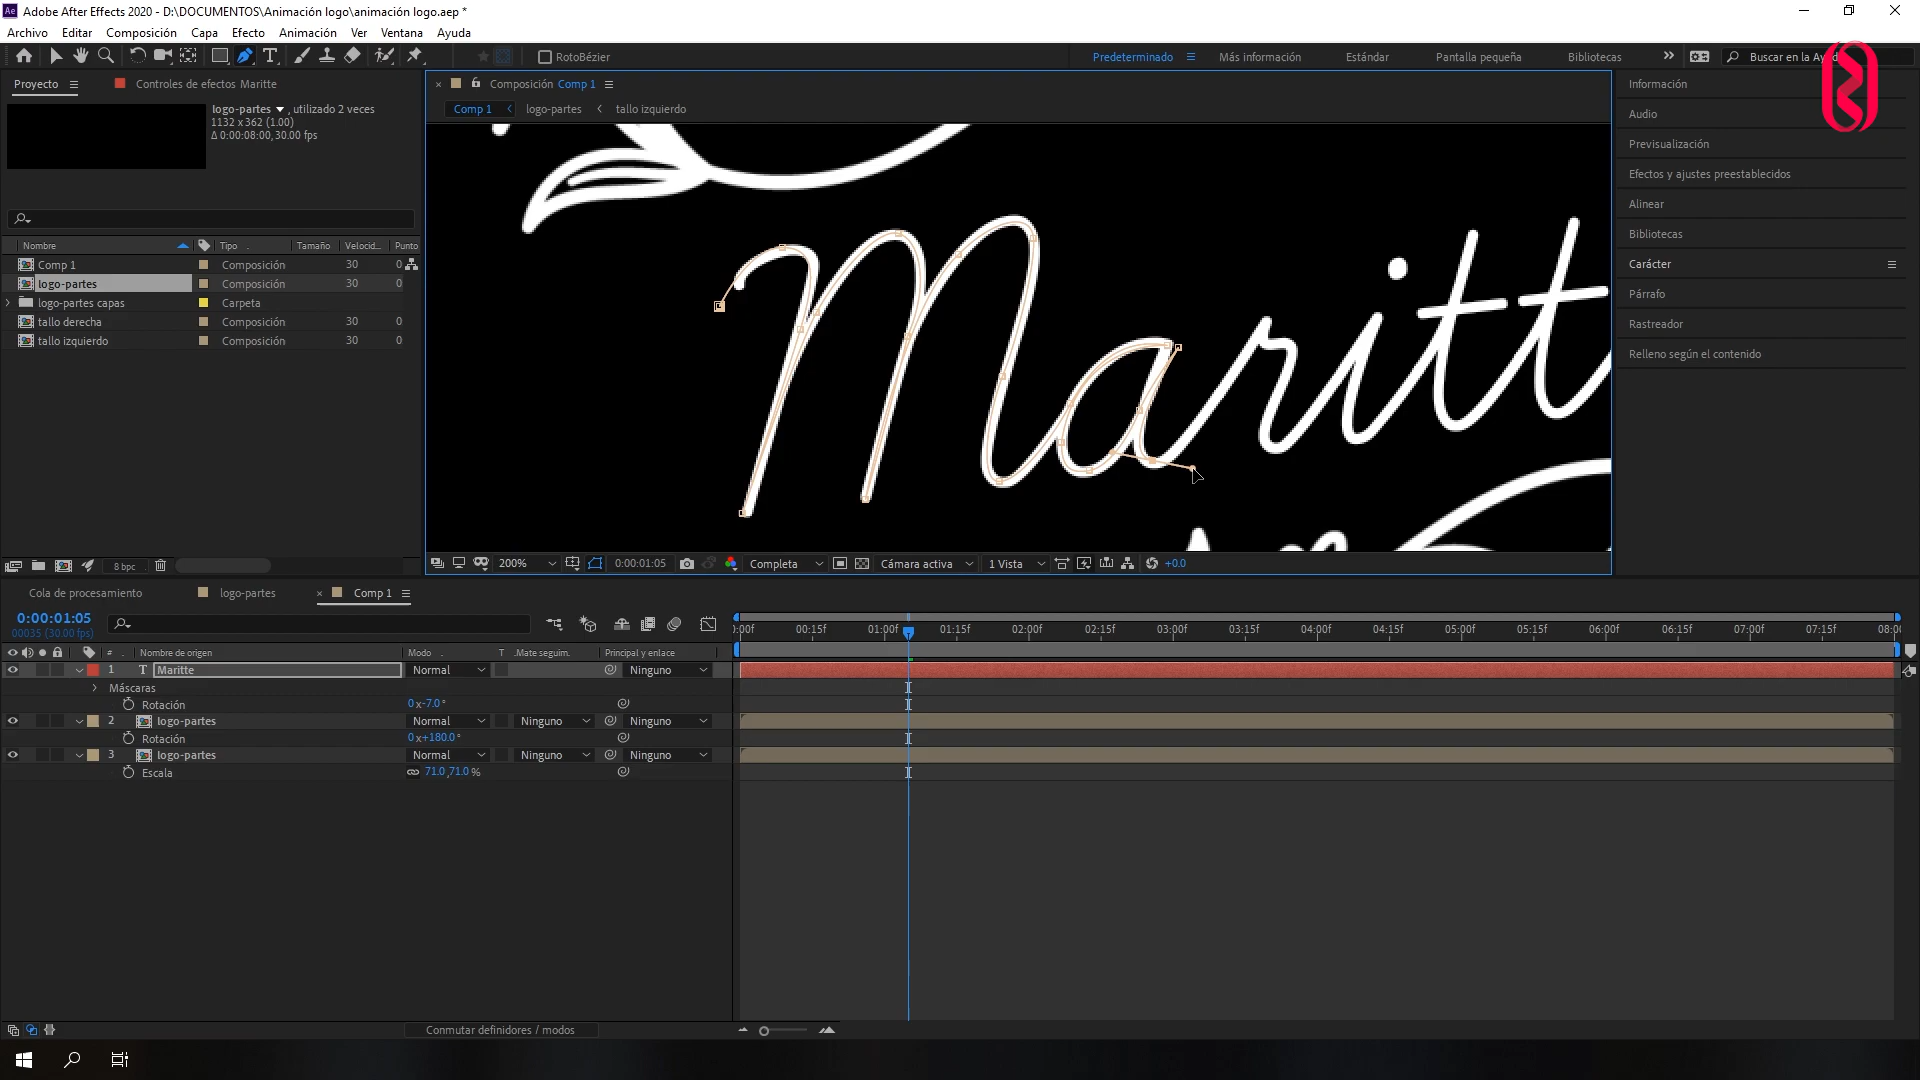 Ae Adobe After Effects 2020 - D:\DOCUMENTOS\Animación logo\animación logo.aep *
Archivo Editar Composición Capa Efecto Animación Ver Ventana Ayuda
RotoBézier
Predeterminado Más información Estándar Pantalla pequeña Bibliotecas
Proyecto Controles de efectos Maritte
logo-partes , utilizado 2 veces
1132 x 362 (1.00)
Δ 0:00:08:00, 30.00 fps
Nombre Tipo Tamaño Velocid... Punto
Comp 1 Composición 30 0
logo-partes Composición 30 0
logo-partes capas Carpeta
tallo derecha Composición 30 0
tallo izquierdo Composición 30 0
8 bpc
Composición Comp 1
Comp 1 logo-partes tallo izquierdo
Maritt
200% 0:00:01:05 Completa Cámara activa 1 Vista +0.0
Información
Audio
Previsualización
Efectos y ajustes preestablecidos
Alinear
Bibliotecas
Carácter
Párrafo
Rastreador
Relleno según el contenido
Cola de procesamiento logo-partes Comp 1
0:00:01:05
00035 (30.00 fps)
# Nombre de origen Modo T .Mate seguim. Principal y enlace
1 T Maritte Normal Ninguno
Máscaras
Rotación 0x-7.0°
2 logo-partes Normal Ninguno Ninguno
Rotación 0x+180.0°
3 logo-partes Normal Ninguno Ninguno
Escala 71.0,71.0 %
00:15f 01:00f 01:15f 02:00f 02:15f 03:00f 03:15f 04:00f 04:15f 05:00f 05:15f 06:00f 06:15f 07:00f 07:15f
Conmutar definidores / modos